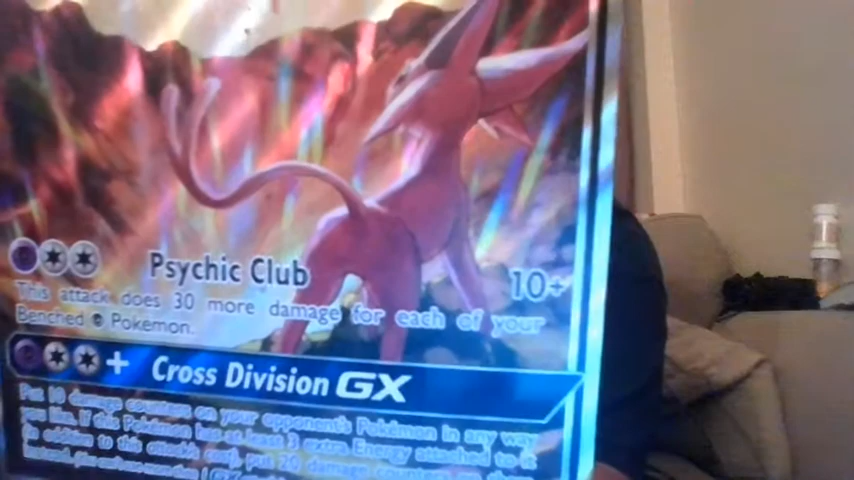 Psychic Club 10+
This attack does 30 more damage for each of your
Benched Pokémon.
+ Cross Division GX
Put 10 damage counters on your opponent's Pokémon in any way
you like. If this Pokémon has at least 3 extra Energy attached to it
(in addition to this attack's cost), put 20 damage counters on them
instead.